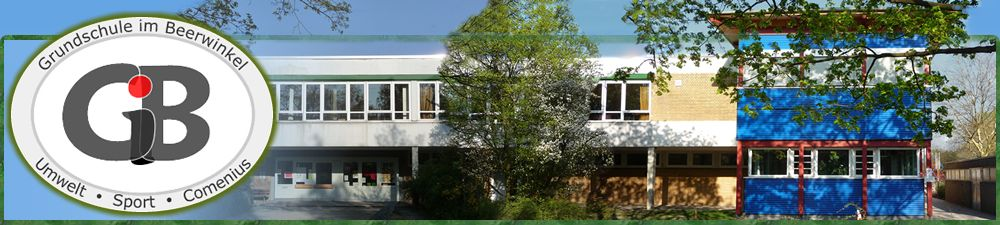 Grundschule im Beerwinkel
GiB
Umwelt • Sport • Comenius